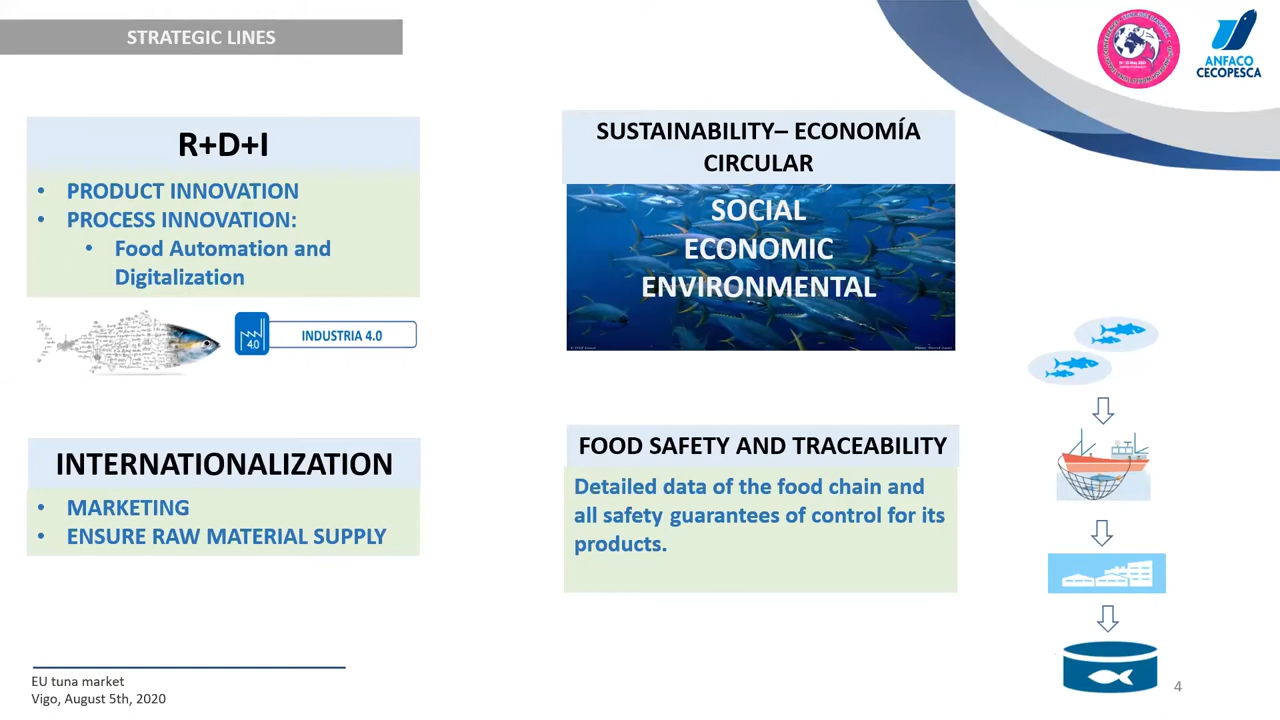 STRATEGIC LINES
ANFACO
CECOPESCA
R+D+I
• PRODUCT INNOVATION
• PROCESS INNOVATION:
• Food Automation and
Digitalization
4.0
INDUSTRIA 4.0
SUSTAINABILITY– ECONOMÍA
CIRCULAR
SOCIAL
ECONOMIC
ENVIRONMENTAL
INTERNATIONALIZATION
• MARKETING
• ENSURE RAW MATERIAL SUPPLY
FOOD SAFETY AND TRACEABILITY
Detailed data of the food chain and
all safety guarantees of control for its
products.
EU tuna market
Vigo, August 5th, 2020
4